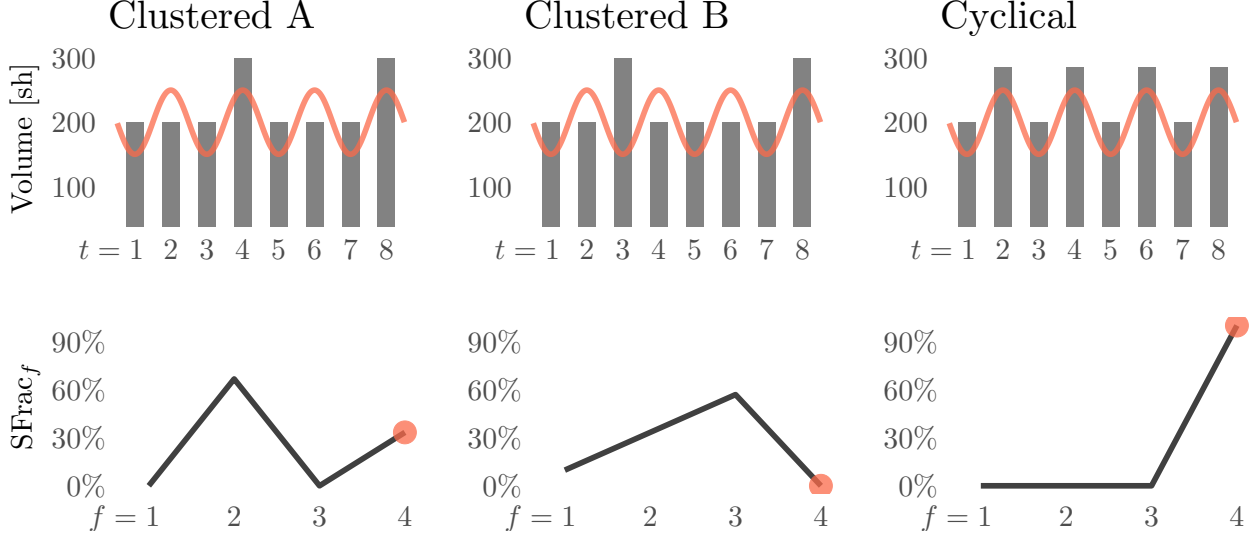 Clustered A
Clustered B
Cyclical
Volume [sh]
300
200
100
t = 1 2 3 4 5 6 7 8
300
200
100
t = 1 2 3 4 5 6 7 8
300
200
100
t = 1 2 3 4 5 6 7 8
SFrac_f
90%
60%
30%
0%
f = 1 2 3 4
90%
60%
30%
0%
f = 1 2 3 4
90%
60%
30%
0%
f = 1 2 3 4